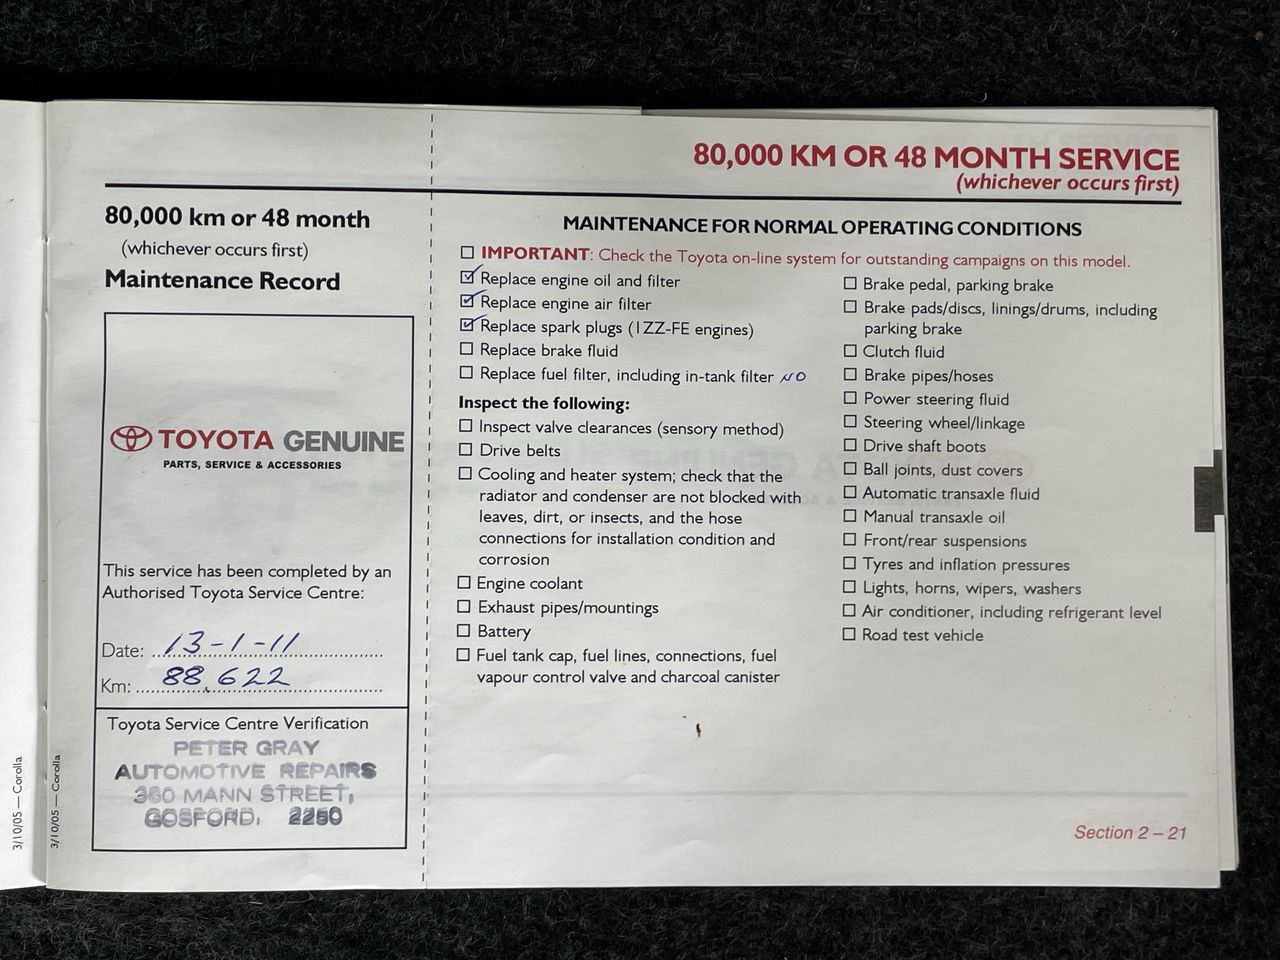 80,000 KM OR 48 MONTH SERVICE
(whichever occurs first)
80,000 km or 48 month
(whichever occurs first)
Maintenance Record
TOYOTA GENUINE
PARTS, SERVICE & ACCESSORIES
This service has been completed by an
Authorised Toyota Service Centre:
Date: 13-1-11
Km: 88,622
Toyota Service Centre Verification
PETER GRAY
AUTOMOTIVE REPAIRS
360 MANN STREET,
GOSFORD. 2250
3/10/05 — Corolla
3/10/05 — Corolla
MAINTENANCE FOR NORMAL OPERATING CONDITIONS
IMPORTANT: Check the Toyota on-line system for outstanding campaigns on this model.
Replace engine oil and filter
Replace engine air filter
Replace spark plugs (1ZZ-FE engines)
Replace brake fluid
Replace fuel filter, including in-tank filter NO
Inspect the following:
Inspect valve clearances (sensory method)
Drive belts
Cooling and heater system; check that the
radiator and condenser are not blocked with
leaves, dirt, or insects, and the hose
connections for installation condition and
corrosion
Engine coolant
Exhaust pipes/mountings
Battery
Fuel tank cap, fuel lines, connections, fuel
vapour control valve and charcoal canister
Brake pedal, parking brake
Brake pads/discs, linings/drums, including
parking brake
Clutch fluid
Brake pipes/hoses
Power steering fluid
Steering wheel/linkage
Drive shaft boots
Ball joints, dust covers
Automatic transaxle fluid
Manual transaxle oil
Front/rear suspensions
Tyres and inflation pressures
Lights, horns, wipers, washers
Air conditioner, including refrigerant level
Road test vehicle
Section 2 – 21